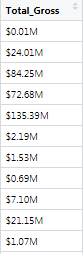 Total_Gross
$0.01M
$24.01M
$84.25M
$72.68M
$135.39M
$2.19M
$1.53M
$0.69M
$7.10M
$21.15M
$1.07M